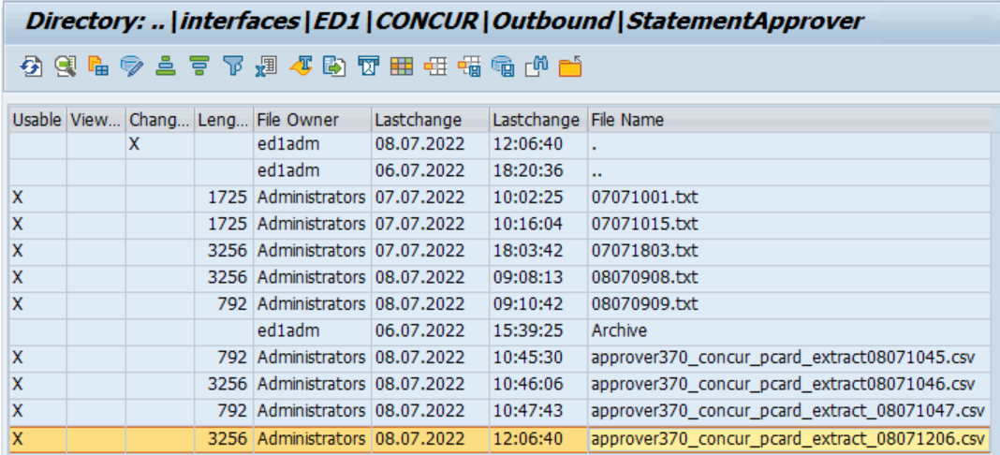 Directory: .. |interfaces|ED1|CONCUR|Outbound|StatementApprover
Usable View... Chang... Leng... File Owner Lastchange Lastchange File Name
X ed1adm 08.07.2022 12:06:40 .
ed1adm 06.07.2022 18:20:36 ..
X 1725 Administrators 07.07.2022 10:02:25 07071001.txt
X 1725 Administrators 07.07.2022 10:16:04 07071015.txt
X 3256 Administrators 07.07.2022 18:03:42 07071803.txt
X 3256 Administrators 08.07.2022 09:08:13 08070908.txt
X 792 Administrators 08.07.2022 09:10:42 08070909.txt
ed1adm 06.07.2022 15:39:25 Archive
X 792 Administrators 08.07.2022 10:45:30 approver370_concur_pcard_extract08071045.csv
X 3256 Administrators 08.07.2022 10:46:06 approver370_concur_pcard_extract08071046.csv
X 792 Administrators 08.07.2022 10:47:43 approver370_concur_pcard_extract_08071047.csv
X 3256 Administrators 08.07.2022 12:06:40 approver370_concur_pcard_extract_08071206.csv